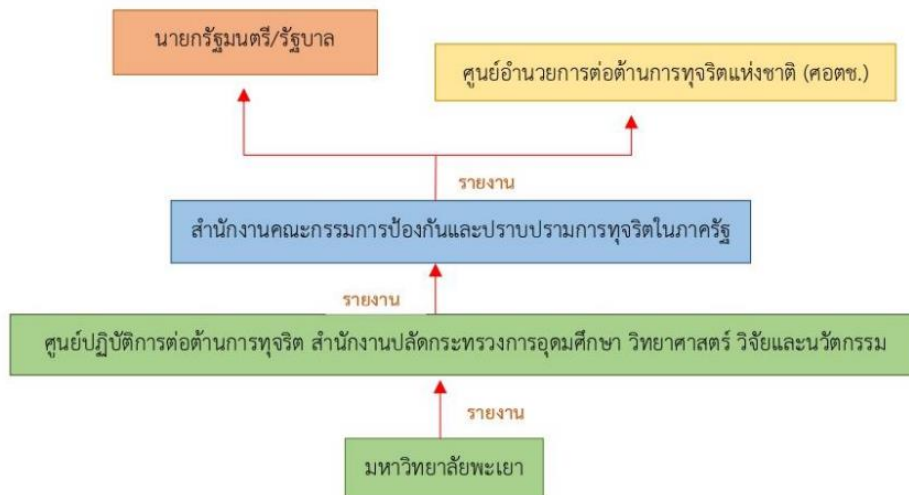 นายกรัฐมนตรี/รัฐบาล
ศูนย์อำนวยการต่อต้านการทุจริตแห่งชาติ (ศอตช.)
รายงาน
สำนักงานคณะกรรมการป้องกันและปราบปรามการทุจริตในภาครัฐ
รายงาน
ศูนย์ปฏิบัติการต่อต้านการทุจริต สำนักงานปลัดกระทรวงการอุดมศึกษา วิทยาศาสตร์ วิจัยและนวัตกรรม
รายงาน
มหาวิทยาลัยพะเยา